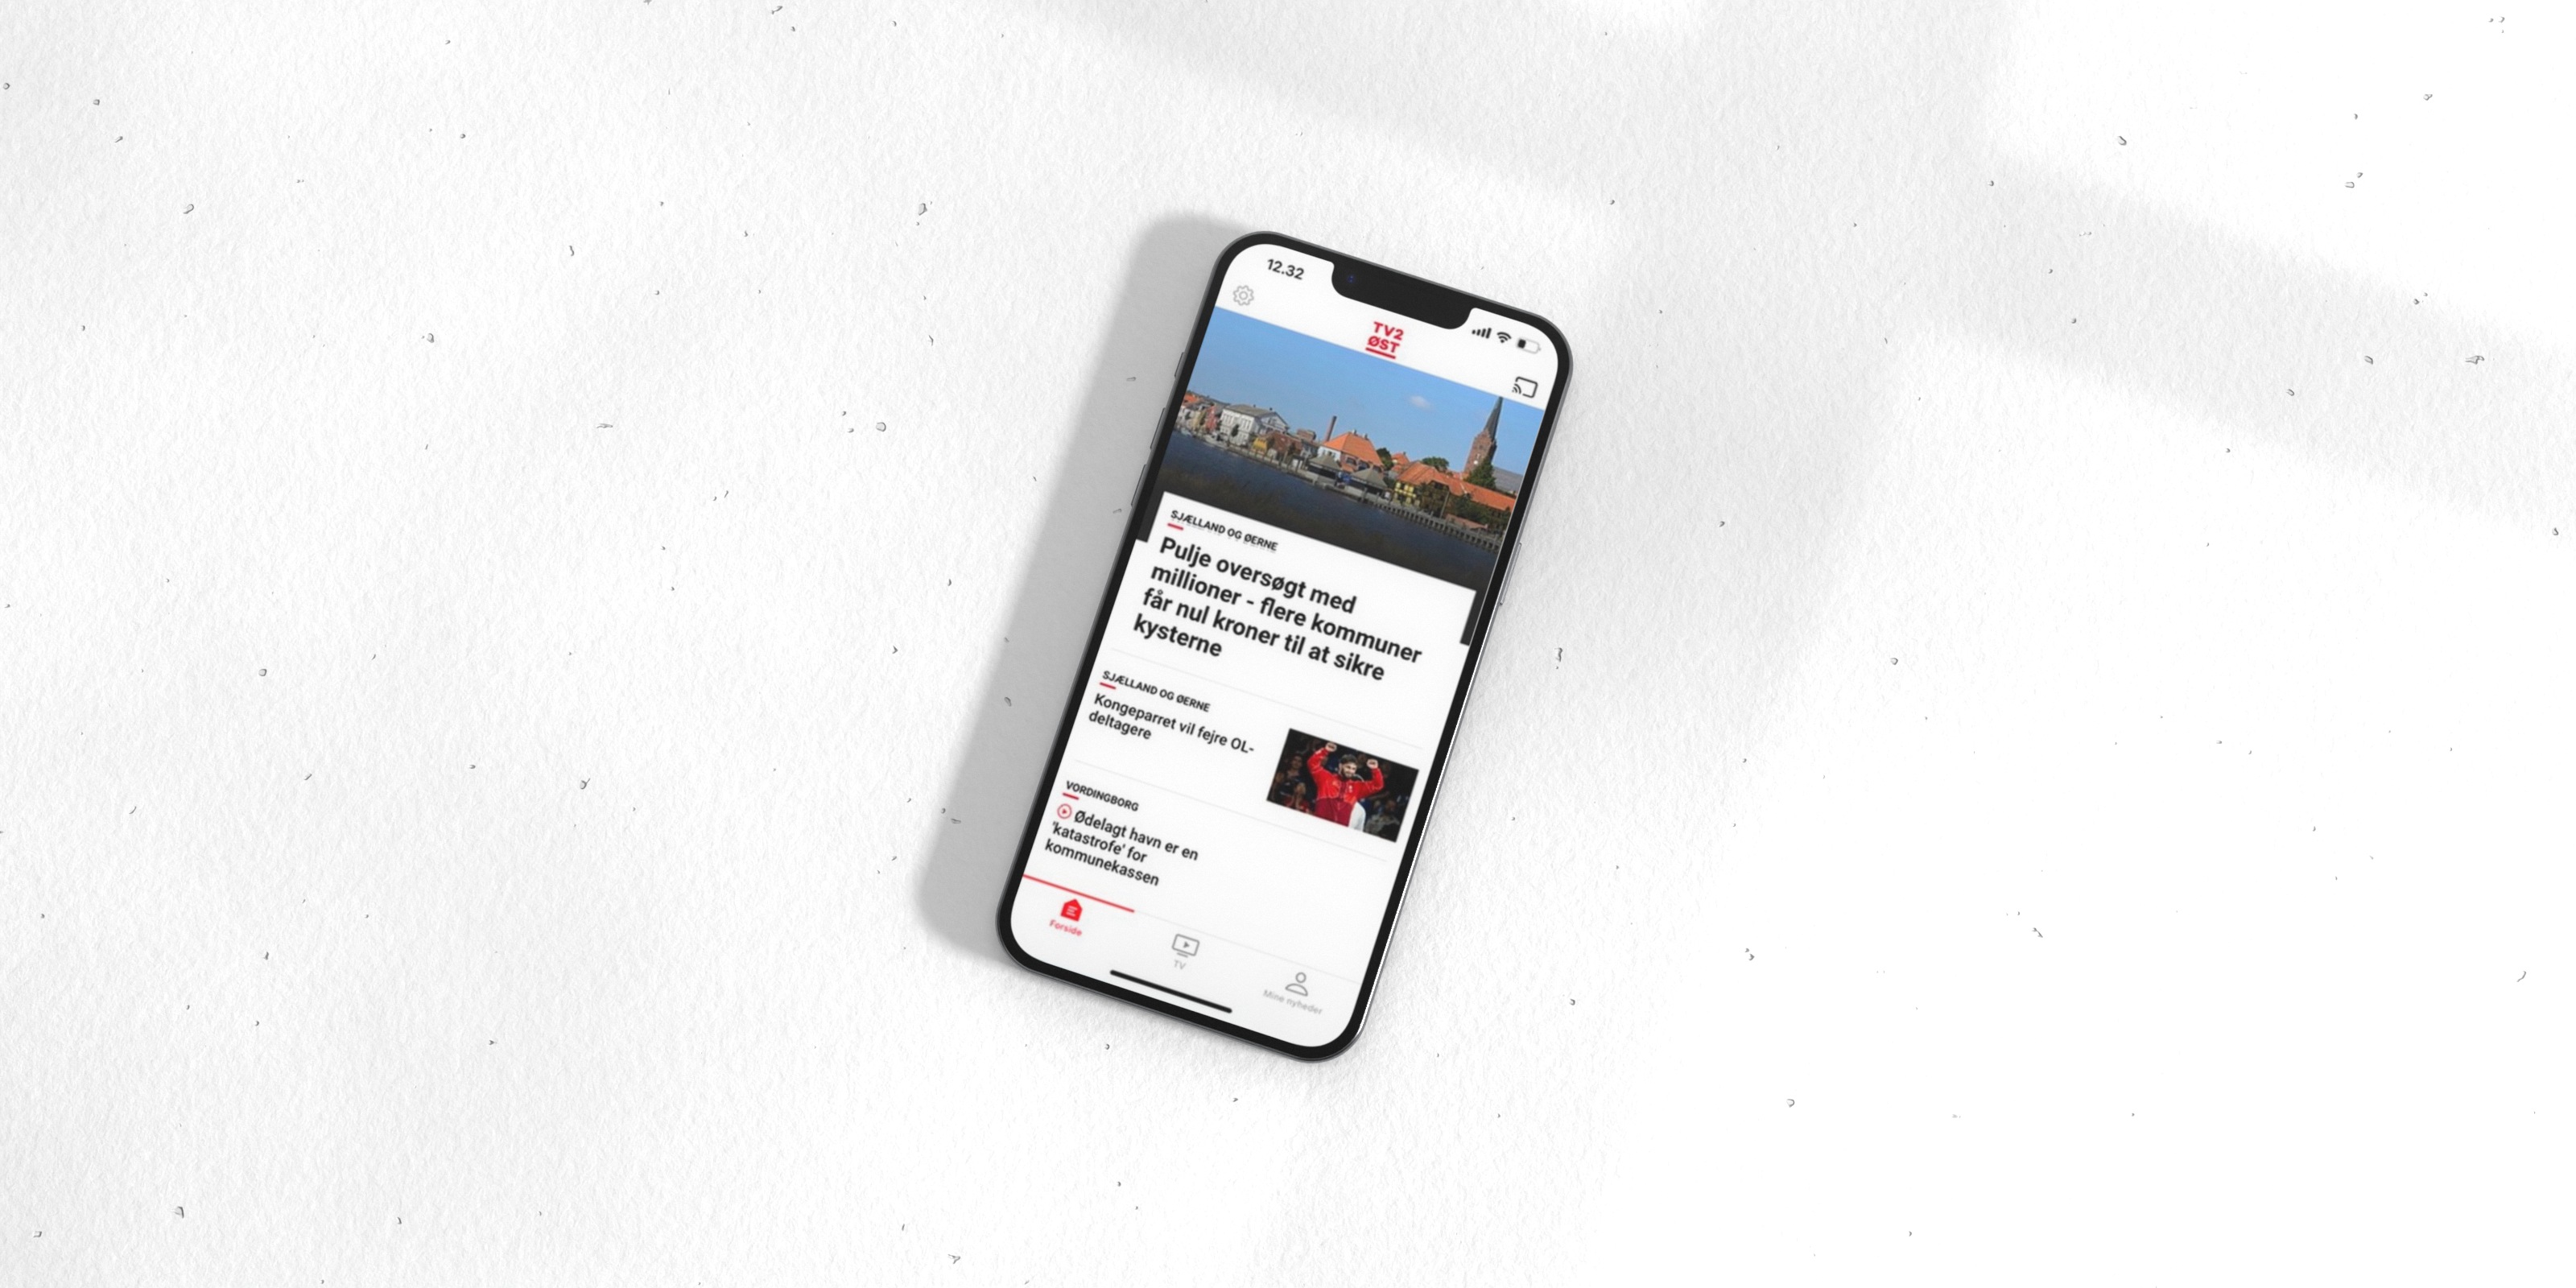 12.32
TV2
ØST
SJÆLLAND OG ØERNE
Pulje oversøgt med
millioner - flere kommuner
får nul kroner til at sikre
kysterne
SJÆLLAND OG ØERNE
Kongeparret vil fejre OL-
deltagere
VORDINGBORG
Ødelagt havn er en
'katastrofe' for
kommunekassen
Forside
TV
Mine nyheder